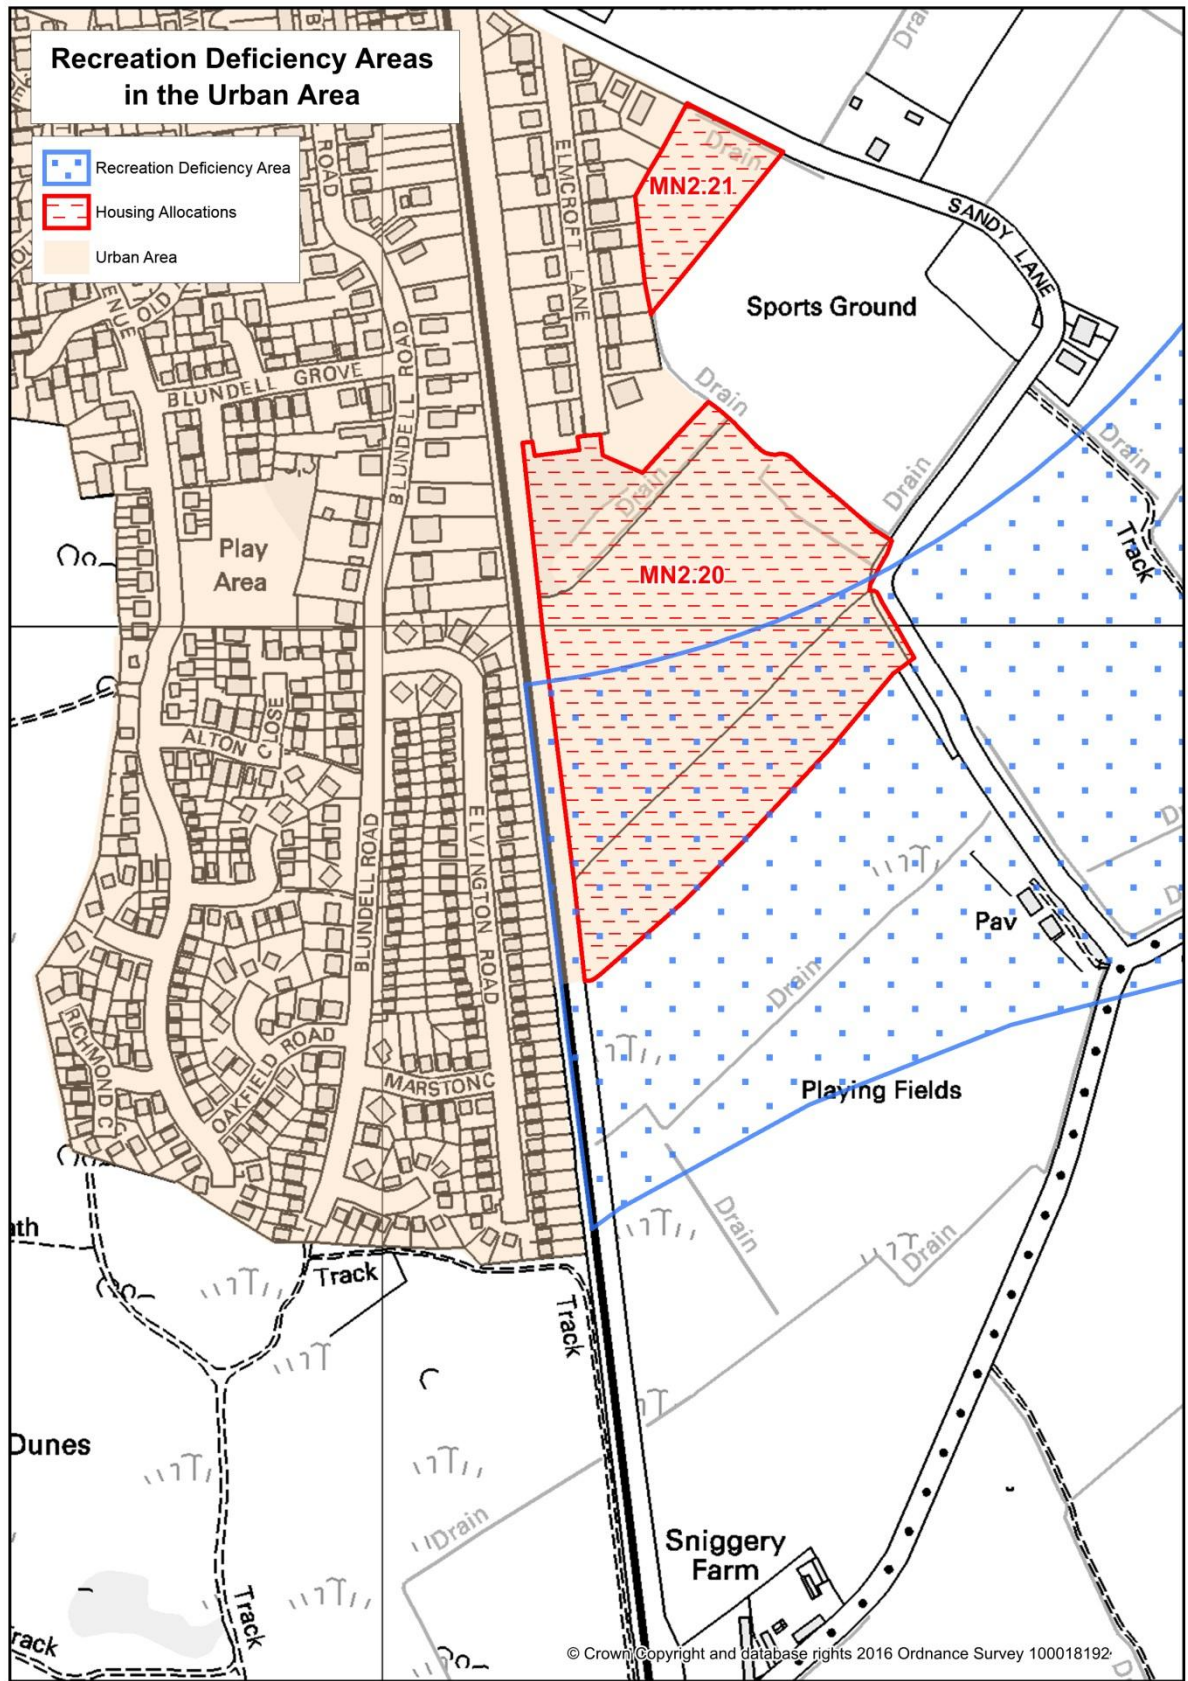 Recreation Deficiency Areas
in the Urban Area
Recreation Deficiency Area
Housing Allocations
Urban Area
Drain
ROAD
ELMCROFT LANE
Drain
MN2.21
SANDY LANE
Sports Ground
OLD
BLUNDELL GROVE
BLUNDELL ROAD
Drain
Drain
Drain
Drain
Track
Play
Area
MN2.20
ALTON CLOSE
ELVINGTON ROAD
BLUNDELL ROAD
Pav
Drain
RICHMOND C
OAKFIELD ROAD
MARSTON C
Playing Fields
Drain
Drain
Track
Track
Dunes
Drain
Sniggery
Farm
Track
© Crown Copyright and database rights 2016 Ordnance Survey 100018192